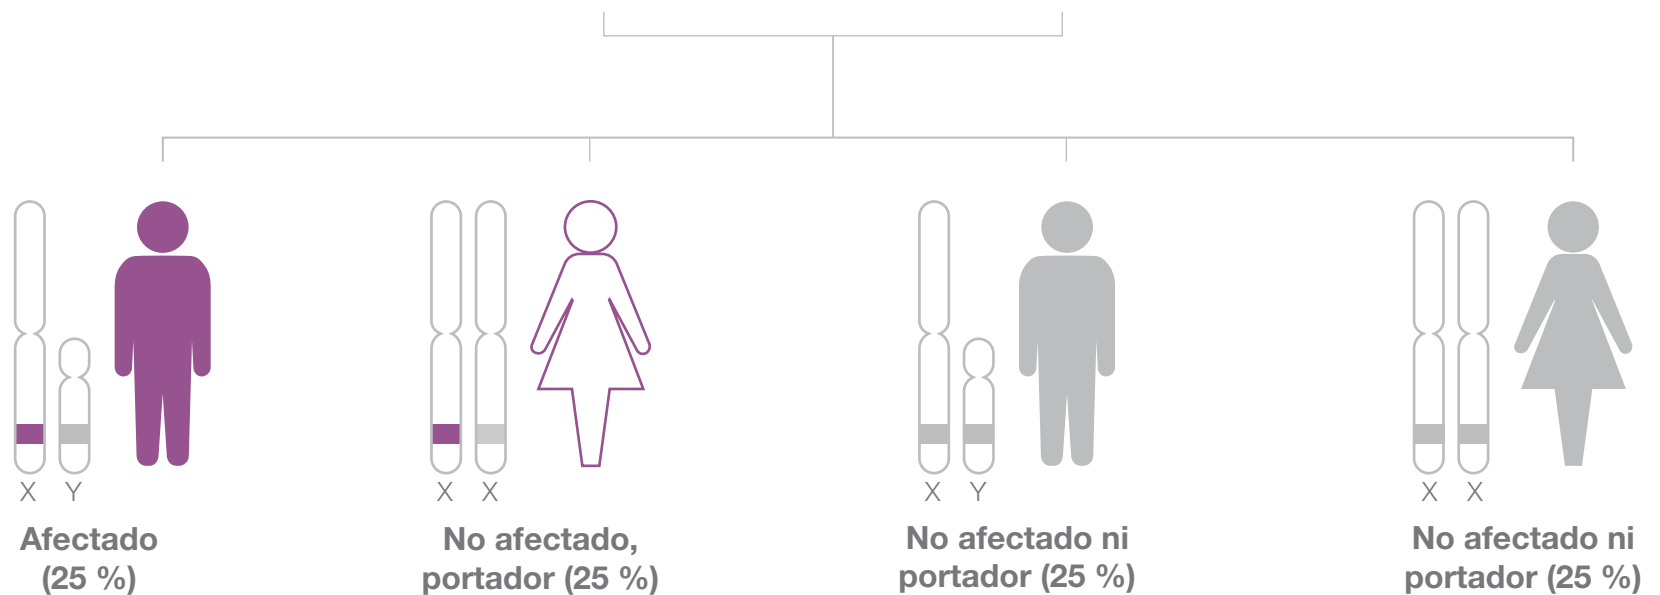 X Y
X X
X Y
X X
Afectado
(25 %)
No afectado,
portador (25 %)
No afectado ni
portador (25 %)
No afectado ni
portador (25 %)